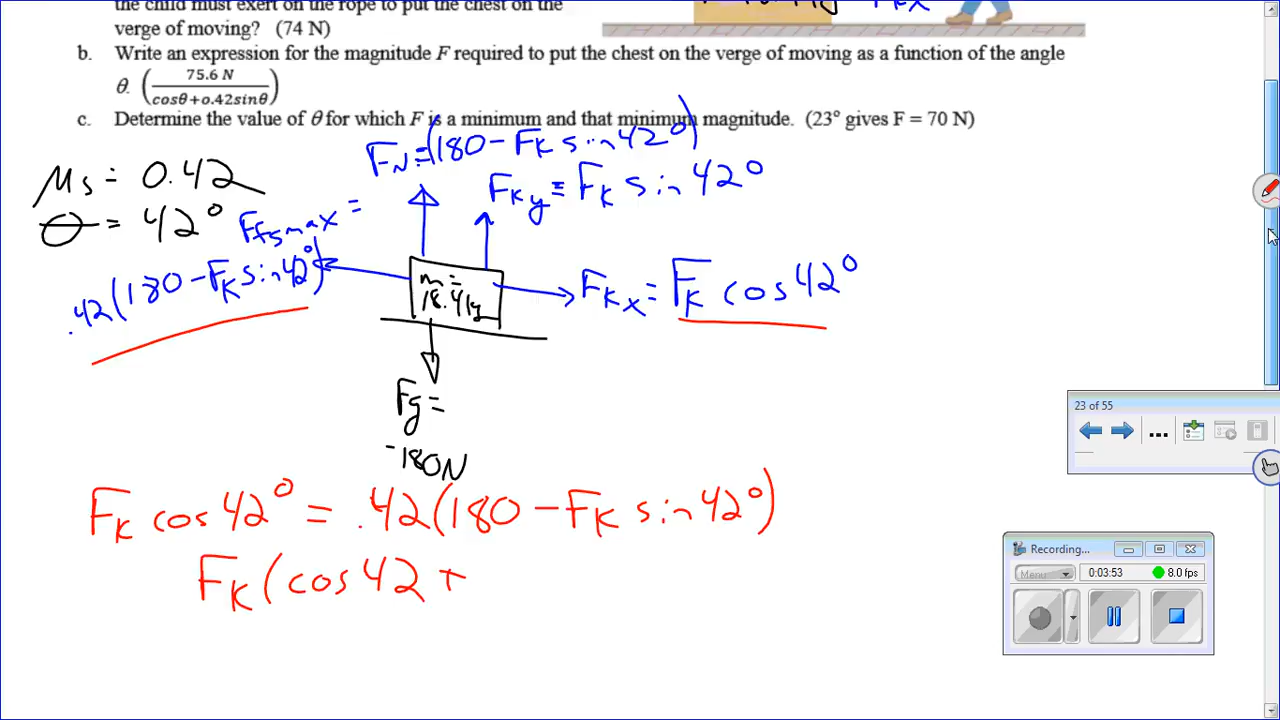 the child must exert on the rope to put the chest on the
verge of moving? (74 N)
b. Write an expression for the magnitude F required to put the chest on the verge of moving as a function of the angle
θ. (75.6 N / cosθ+0.42sinθ)
c. Determine the value of θ for which F is a minimum and that minimum magnitude. (23° gives F = 70 N)
FN = (180 - FK sin 42°)
μs = 0.42
FKy = FK sin 42°
θ = 42°
Ffsmax =
.42(180 - FK sin 42°)
m =
18.4kg
FKx = FK cos 42°
Fg =
-180N
FK cos 42° = .42(180 - FK sin 42°)
FK (cos 42 +
23 of 55
Recording...
Menu
0:03:53
8.0 fps